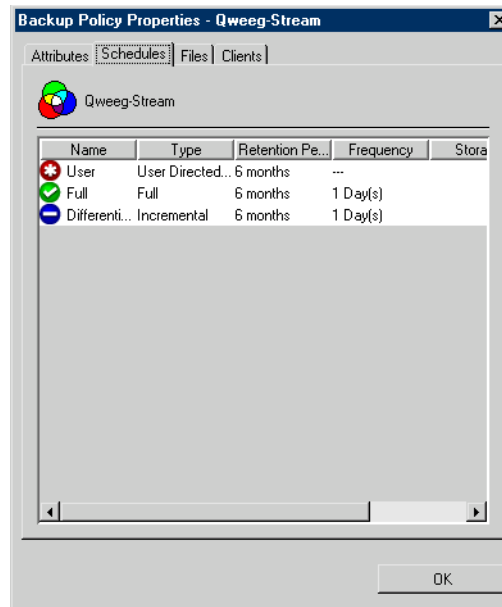 Backup Policy Properties - Qweeg-Stream
Attributes Schedules Files Clients
Qweeg-Stream
Name Type Retention Pe... Frequency Stora
User User Directed... 6 months ---
Full Full 6 months 1 Day(s)
Differenti... Incremental 6 months 1 Day(s)
OK